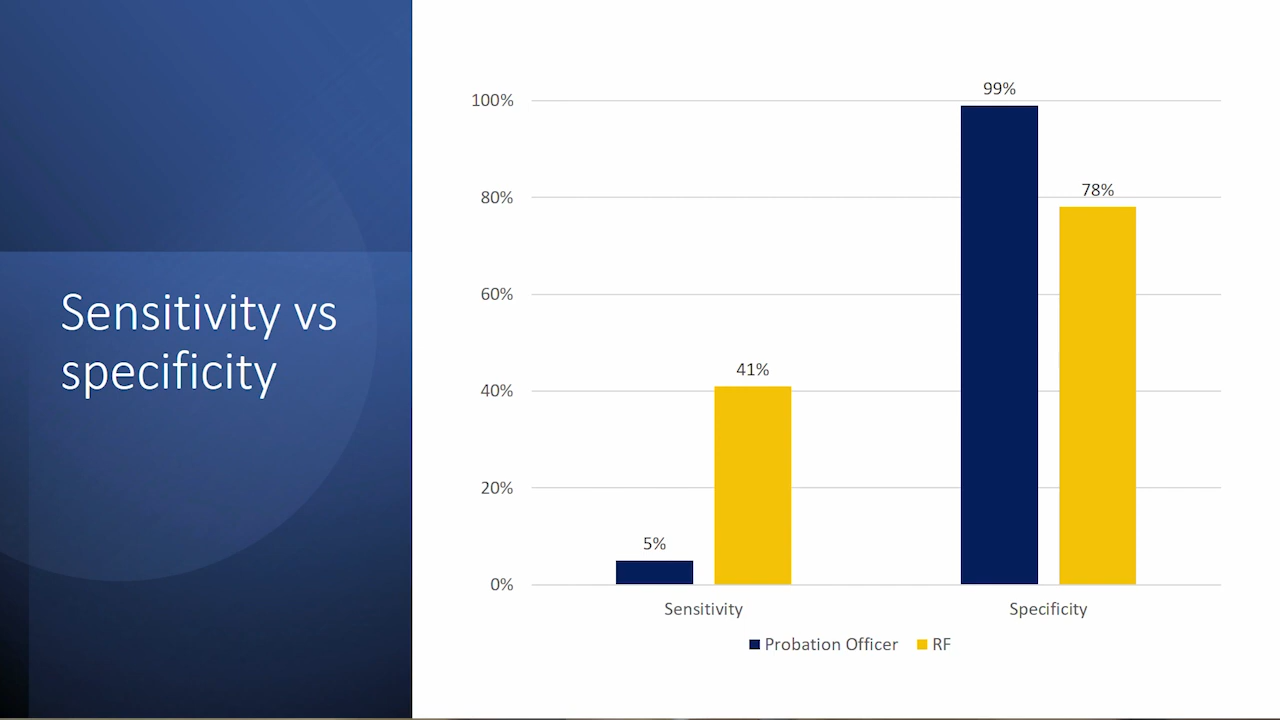 Sensitivity vs
specificity
100%
80%
60%
40%
20%
0%
5%
41%
99%
78%
Sensitivity
Specificity
Probation Officer
RF